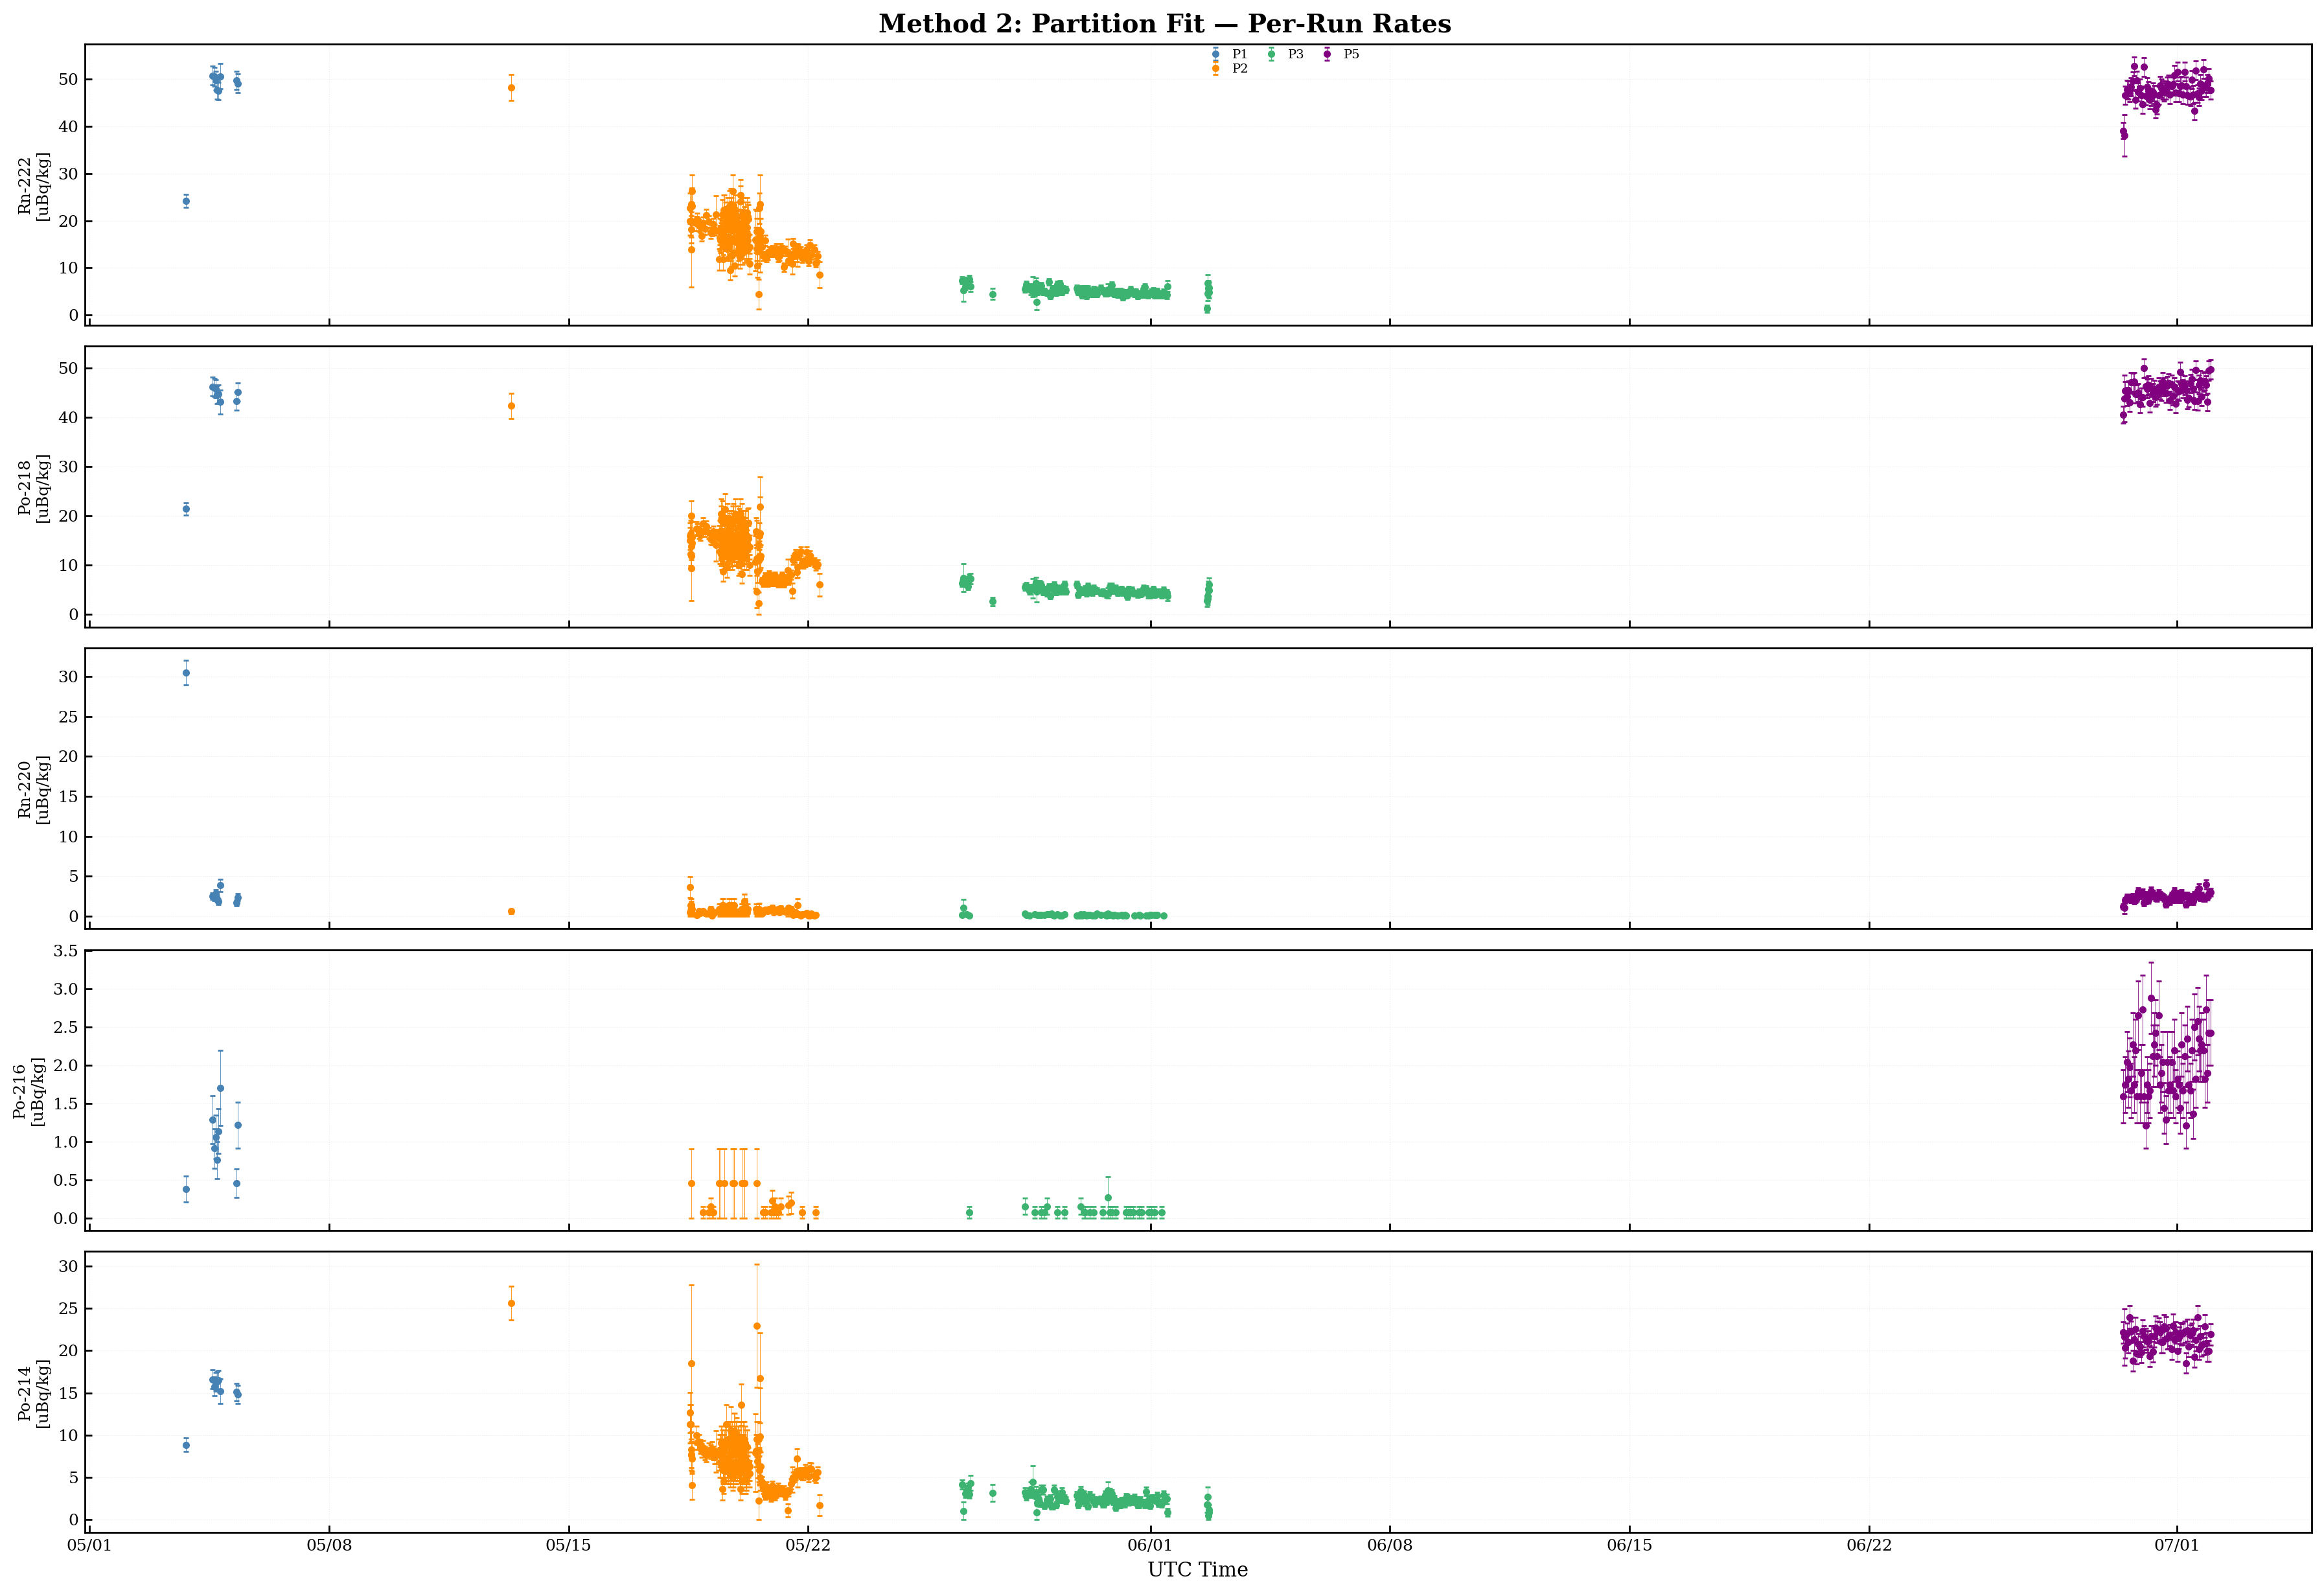 Method 2: Partition Fit — Per-Run Rates
P1 P3 P5
P2
Rn-222
[uBq/kg]
50
40
30
20
10
0
Po-218
[uBq/kg]
50
40
30
20
10
0
Rn-220
[uBq/kg]
30
25
20
15
10
5
0
Po-216
[uBq/kg]
3.5
3.0
2.5
2.0
1.5
1.0
0.5
0.0
Po-214
[uBq/kg]
30
25
20
15
10
5
0
05/01 05/08 05/15 05/22 06/01 06/08 06/15 06/22 07/01
UTC Time